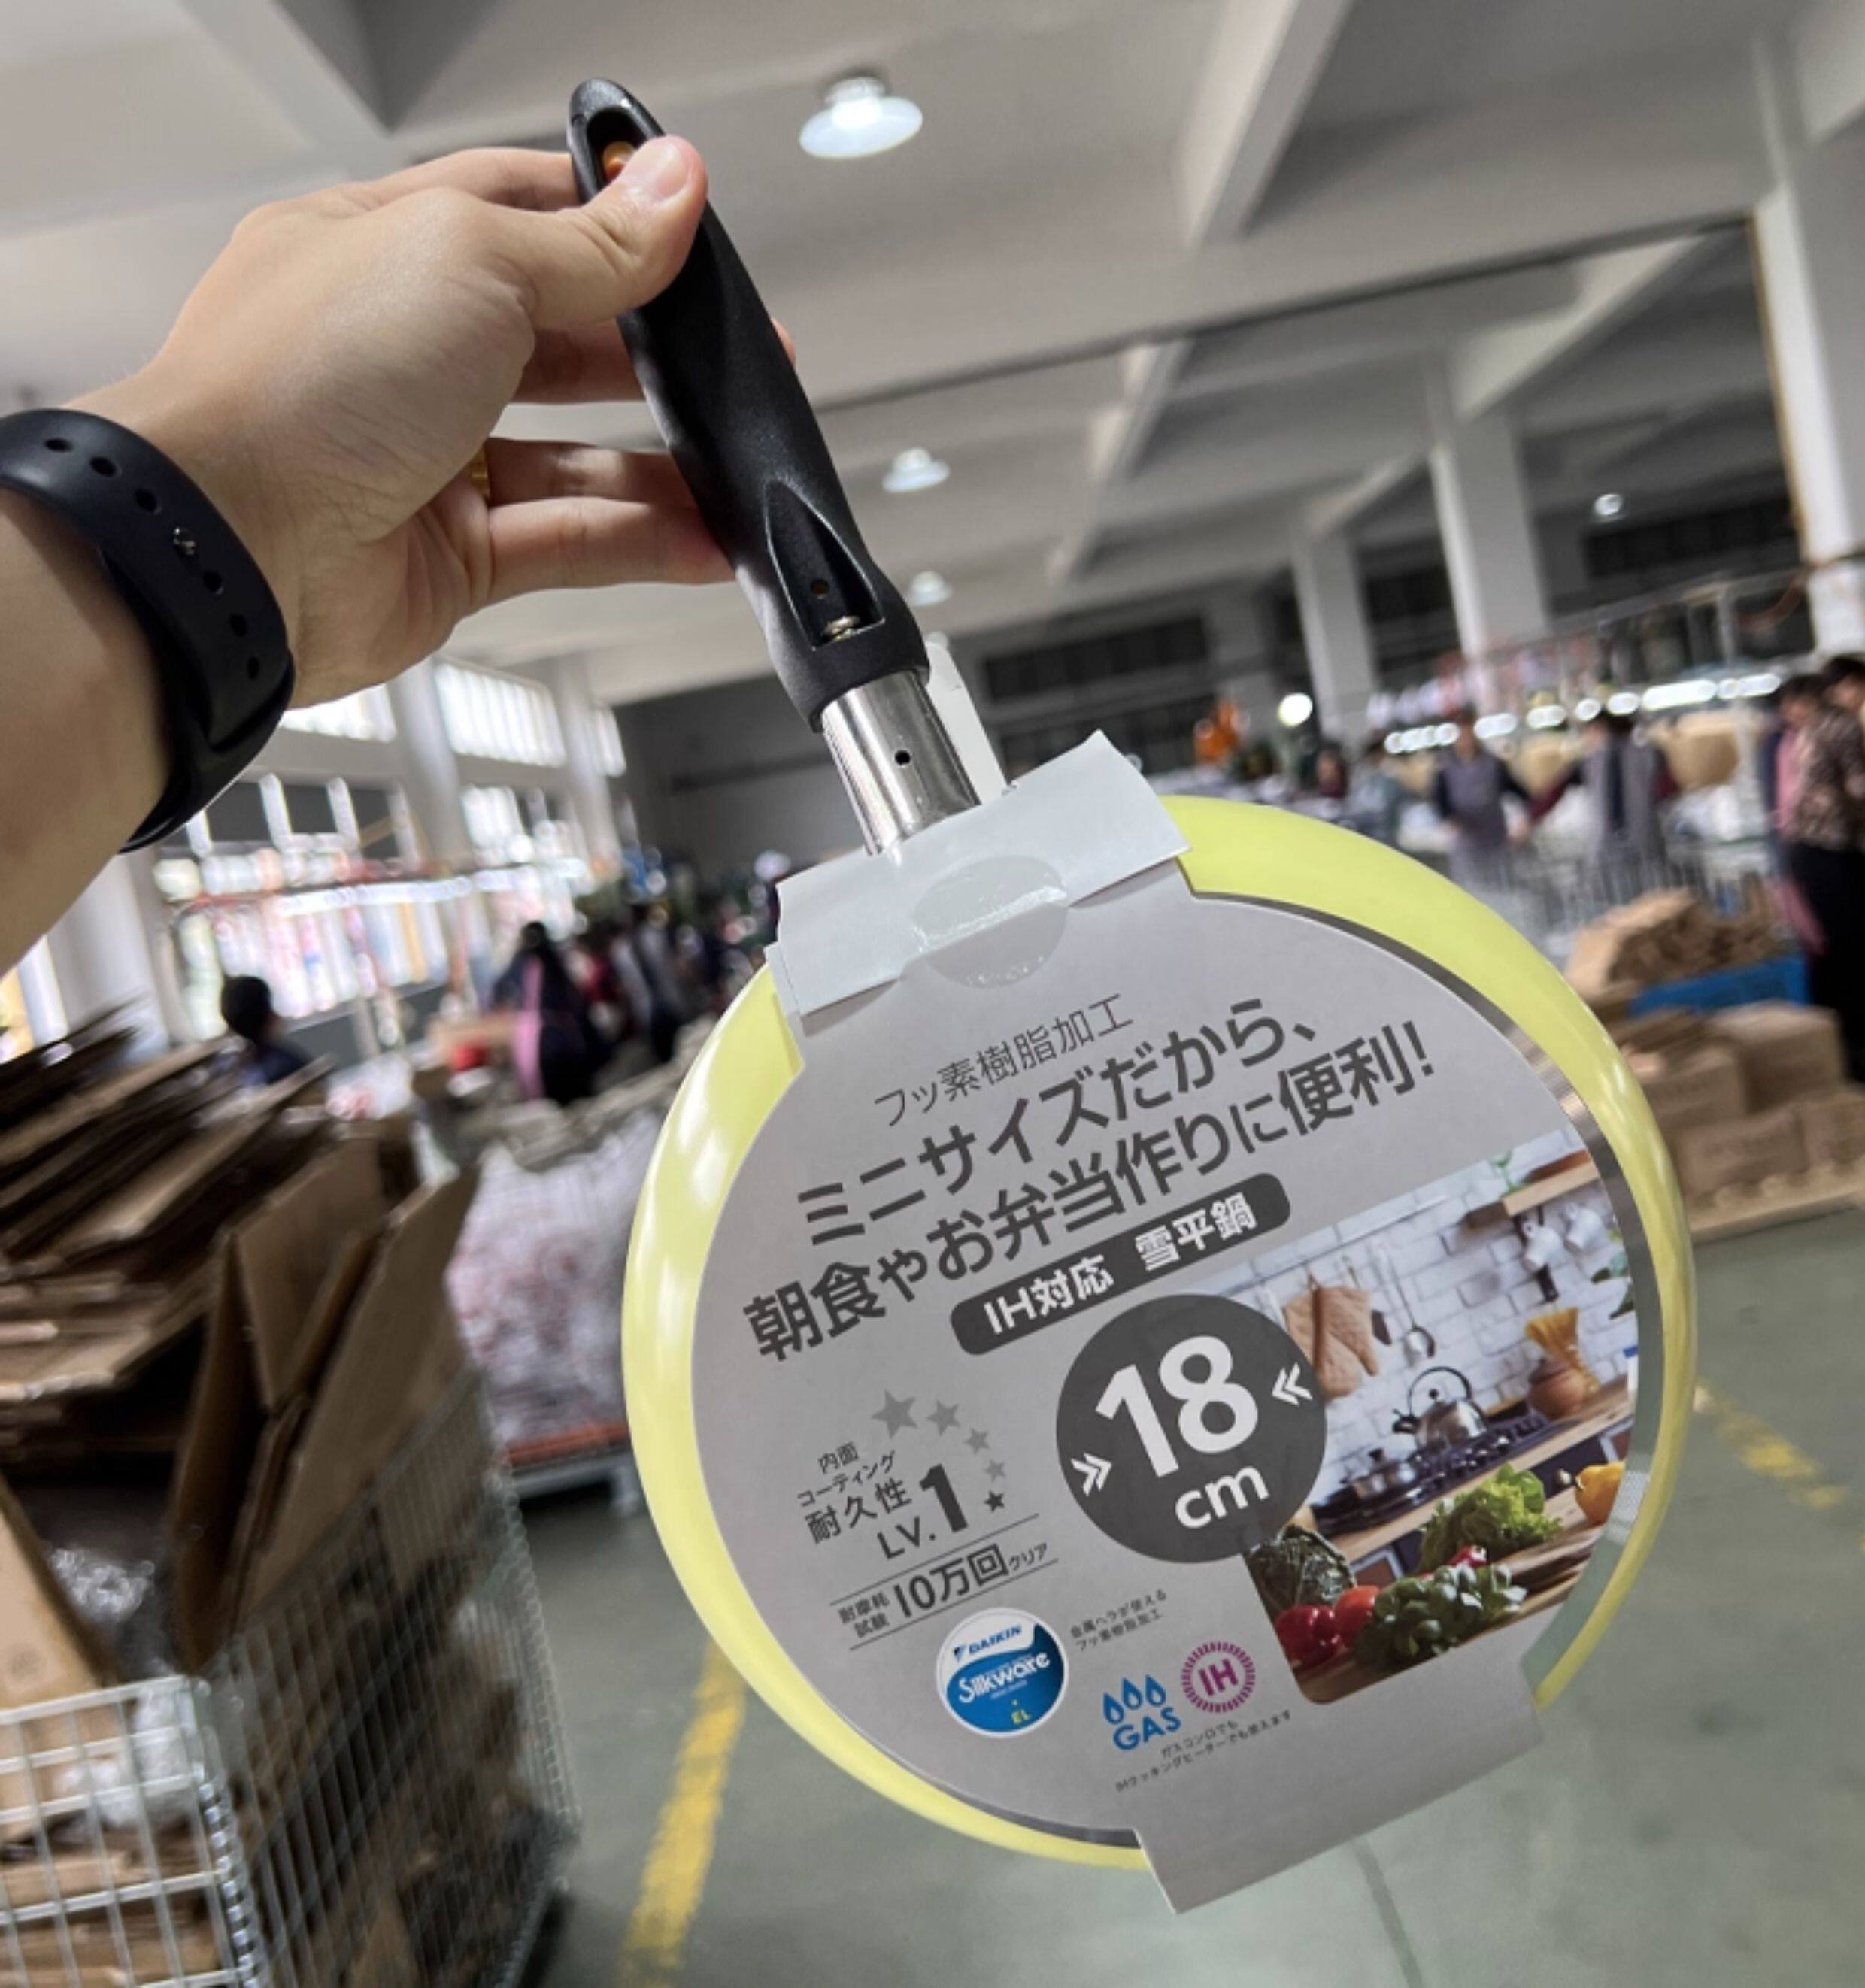 フッ素樹脂加工
ミニサイズだから、
朝食やお弁当作りに便利!
IH対応 雪平鍋
18
cm
内面
コーティング
耐久性
LV.1
耐摩耗
試験 10万回クリア
DAIKIN
Silkware
EL
金属ヘラが使える
フッ素樹脂加工
GAS
IH
ガスコンロでも
IHクッキングヒーターでも使えます